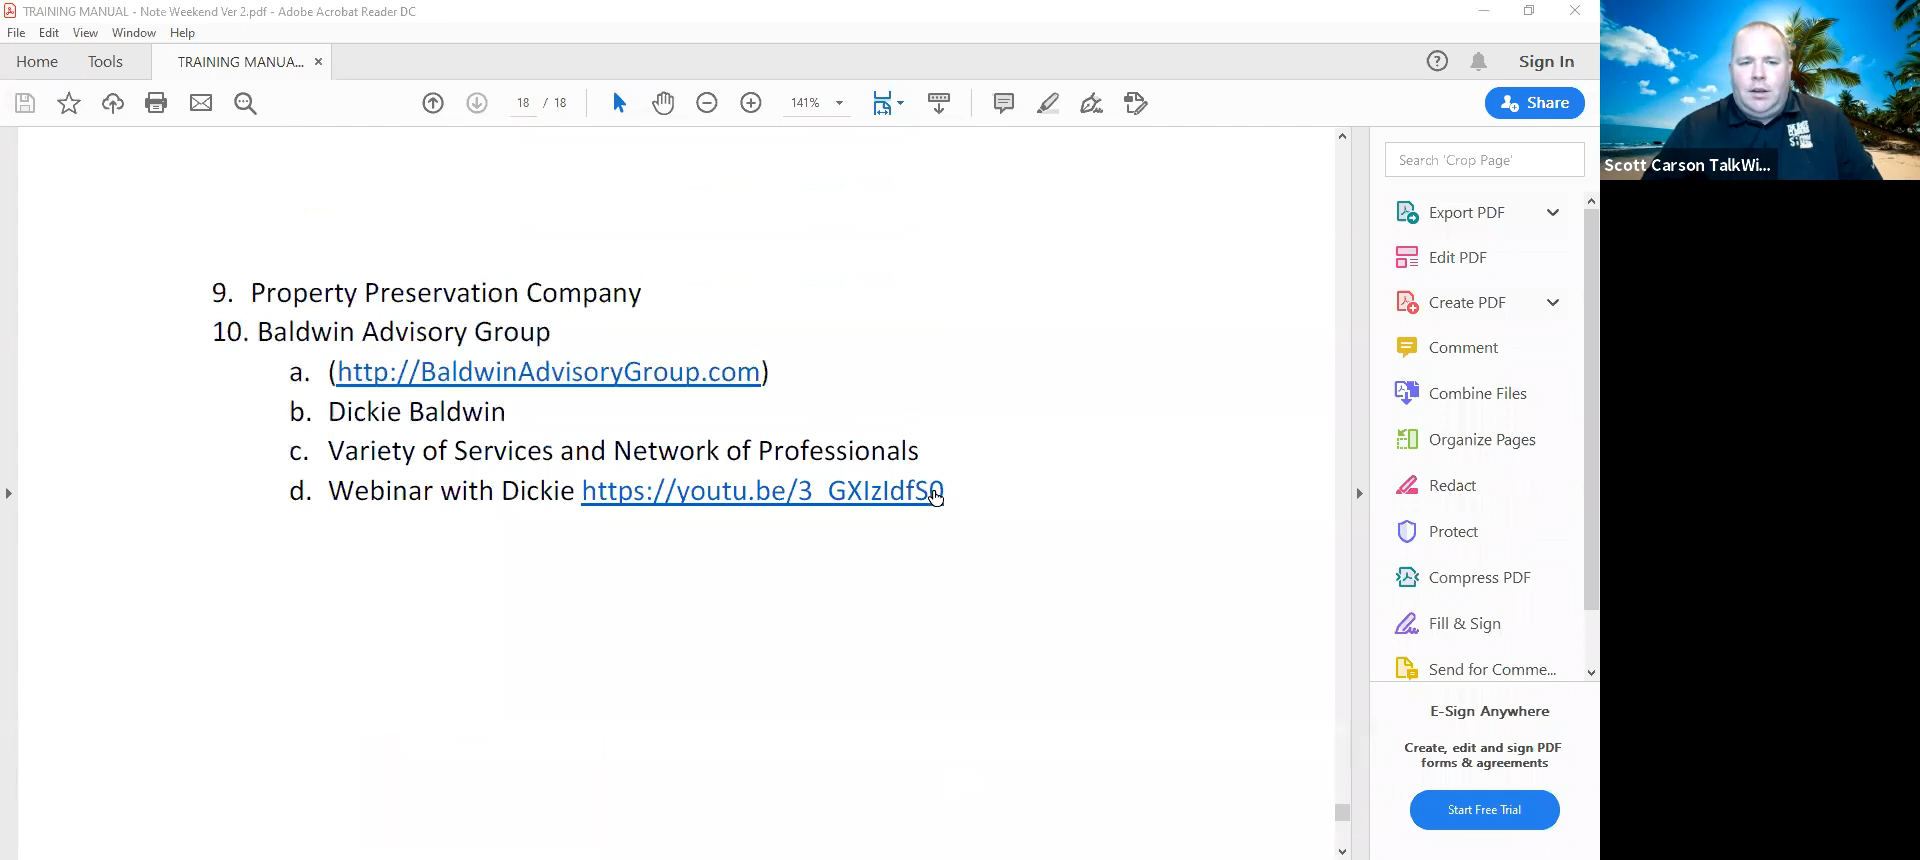 TRAINING MANUAL - Note Weekend Ver 2.pdf - Adobe Acrobat Reader DC
File Edit View Window Help
Home Tools TRAINING MANUA... ×
Sign In
18 / 18 141%
Share
Scott Carson TalkWi...
Search 'Crop Page'
Export PDF
Edit PDF
Create PDF
Comment
Combine Files
Organize Pages
Redact
Protect
Compress PDF
Fill & Sign
Send for Comme...
E-Sign Anywhere
Create, edit and sign PDF
forms & agreements
Start Free Trial
9. Property Preservation Company
10. Baldwin Advisory Group
a. (http://BaldwinAdvisoryGroup.com)
b. Dickie Baldwin
c. Variety of Services and Network of Professionals
d. Webinar with Dickie